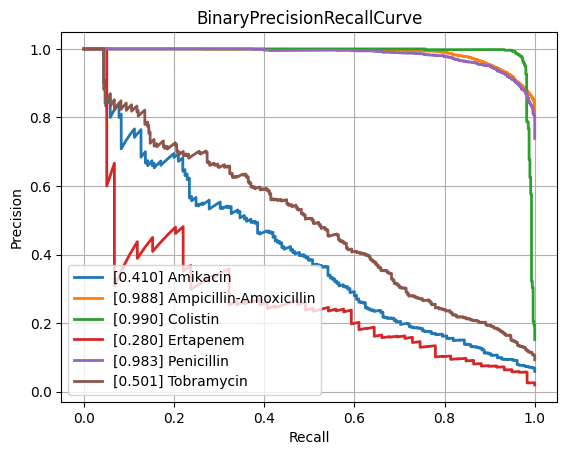 BinaryPrecisionRecallCurve
Precision
1.0
0.8
0.6
0.4
0.2
0.0
[0.410] Amikacin
[0.988] Ampicillin-Amoxicillin
[0.990] Colistin
[0.280] Ertapenem
[0.983] Penicillin
[0.501] Tobramycin
0.0 0.2 0.4 0.6 0.8 1.0
Recall